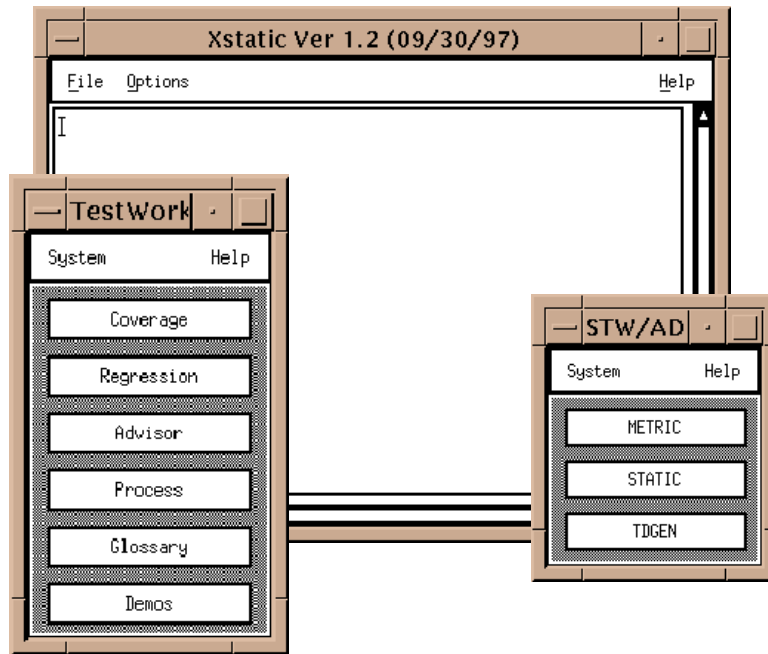 Xstatic Ver 1.2 (09/30/97)
File Options Help
TestWork
System Help
Coverage
Regression
Advisor
Process
Glossary
Demos
STW/AD
System Help
METRIC
STATIC
TDGEN